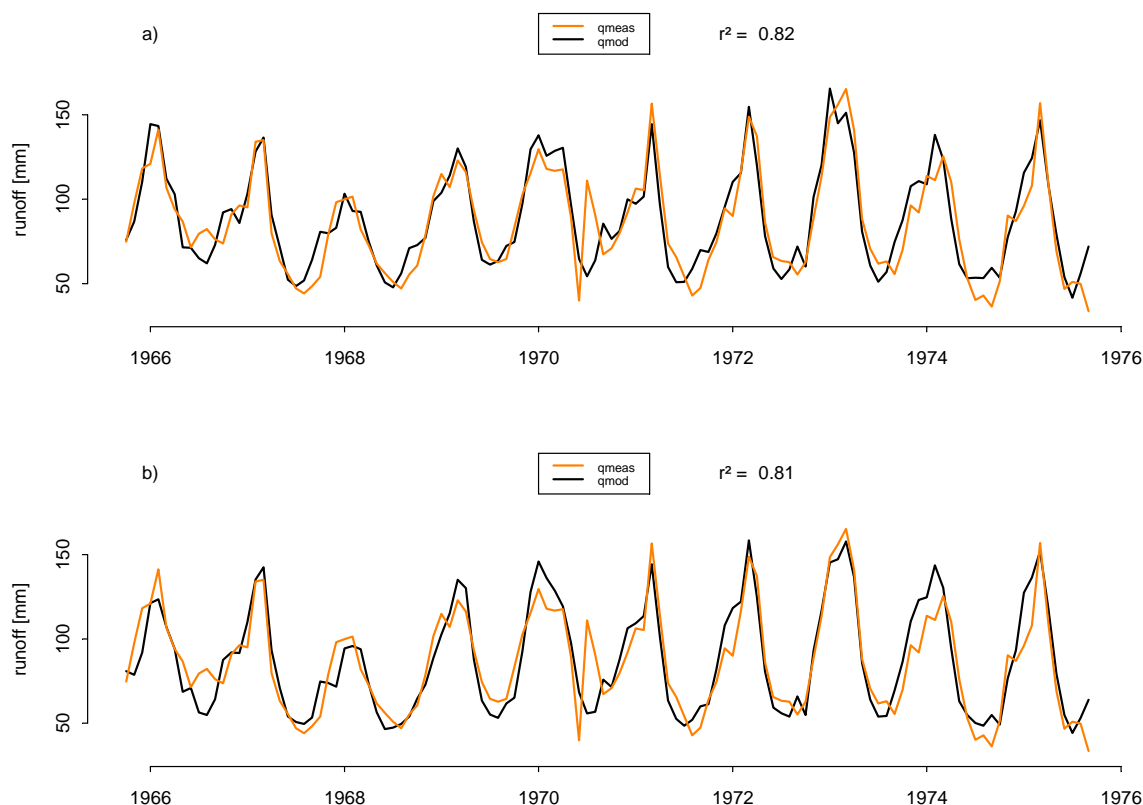 a)
qmeas
qmod
r² = 0.82
runoff [mm]
150
100
50
1966 1968 1970 1972 1974 1976
b)
qmeas
qmod
r² = 0.81
runoff [mm]
150
100
50
1966 1968 1970 1972 1974 1976